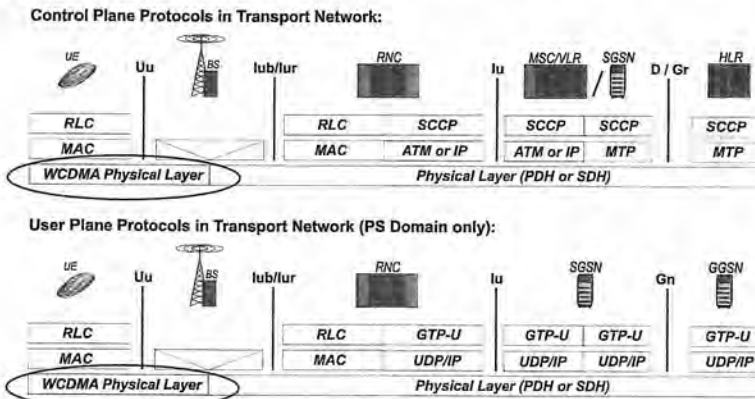 Control Plane Protocols in Transport Network:
UE Uu BS Iub/Iur RNC Iu MSC/VLR SGSN D / Gr HLR
RLC RLC SCCP SCCP SCCP SCCP
MAC MAC ATM or IP ATM or IP MTP MTP
WCDMA Physical Layer Physical Layer (PDH or SDH)
User Plane Protocols in Transport Network (PS Domain only):
UE Uu BS Iub/Iur RNC Iu SGSN Gn GGSN
RLC RLC GTP-U GTP-U GTP-U GTP-U
MAC MAC UDP/IP UDP/IP UDP/IP UDP/IP
WCDMA Physical Layer Physical Layer (PDH or SDH)